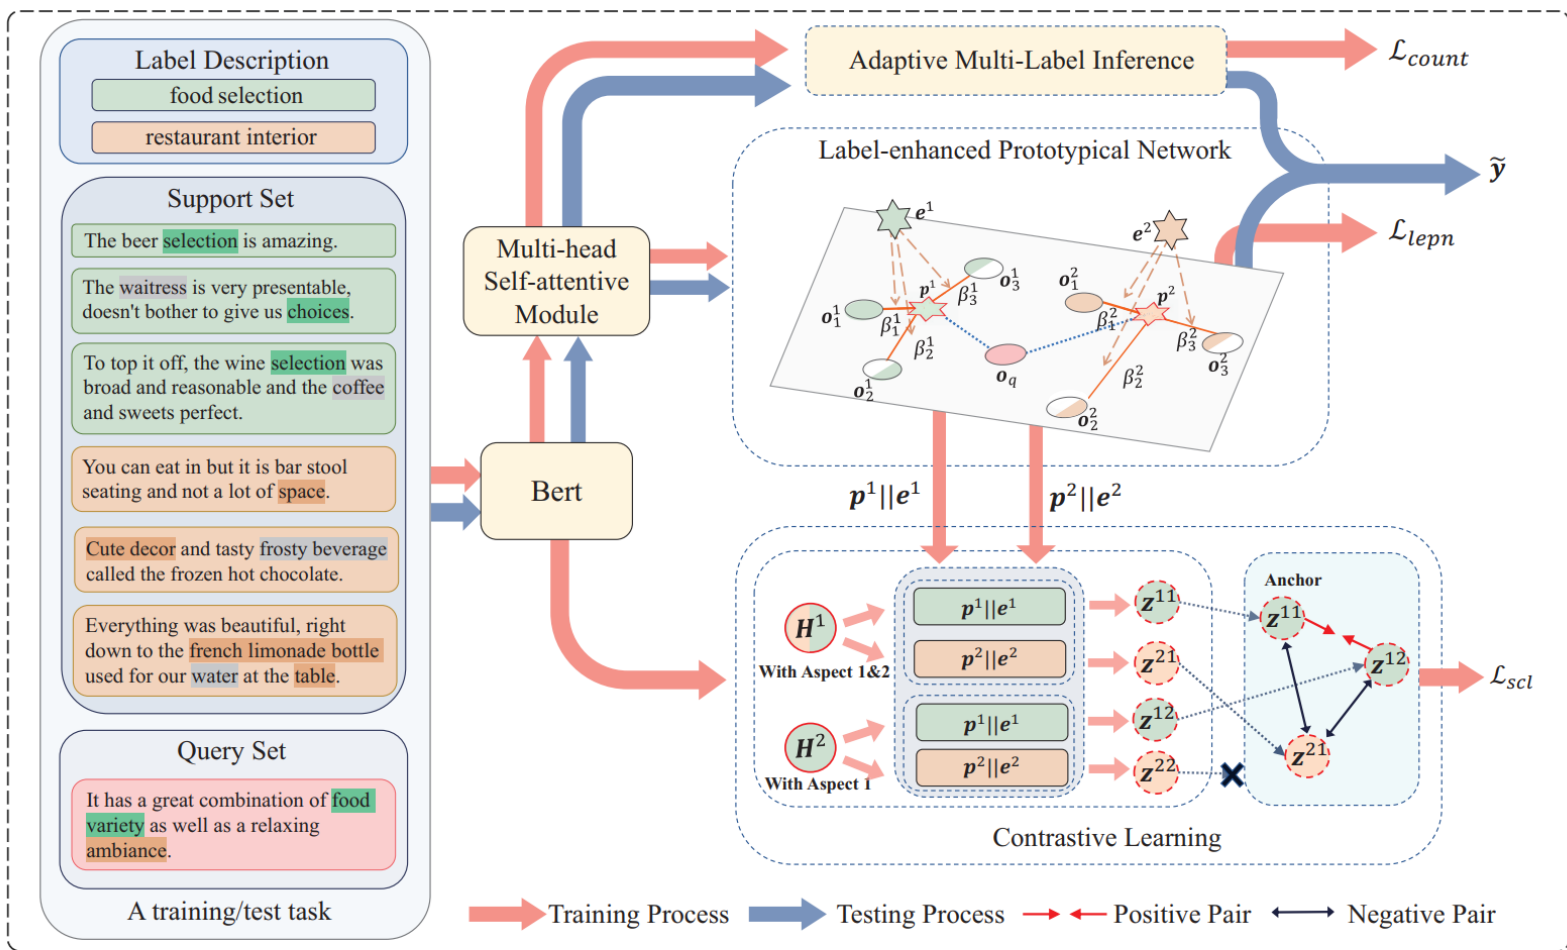 Label Description
food selection
restaurant interior
Support Set
The beer selection is amazing.
The waitress is very presentable,
doesn't bother to give us choices.
To top it off, the wine selection was
broad and reasonable and the coffee
and sweets perfect.
You can eat in but it is bar stool
seating and not a lot of space.
Cute decor and tasty frosty beverage
called the frozen hot chocolate.
Everything was beautiful, right
down to the french limonade bottle
used for our water at the table.
Query Set
It has a great combination of food
variety as well as a relaxing
ambiance.
A training/test task
Multi-head
Self-attentive
Module
Bert
Adaptive Multi-Label Inference
ℒ_count
Label-enhanced Prototypical Network
ỹ
ℒ_lepn
e¹
e²
o₃¹
p¹
β₃¹
o₁¹
β₁¹
β₂¹
o₂¹
o_q
o₁²
p²
β₁²
β₃²
o₃²
β₂²
o₂²
p¹||e¹
p²||e²
H¹
With Aspect 1&2
p¹||e¹
p²||e²
z¹¹
z²¹
H²
With Aspect 1
p¹||e¹
p²||e²
z¹²
z²²
Anchor
z¹¹
z¹²
z²¹
ℒ_scl
Contrastive Learning
Training Process
Testing Process
Positive Pair
Negative Pair